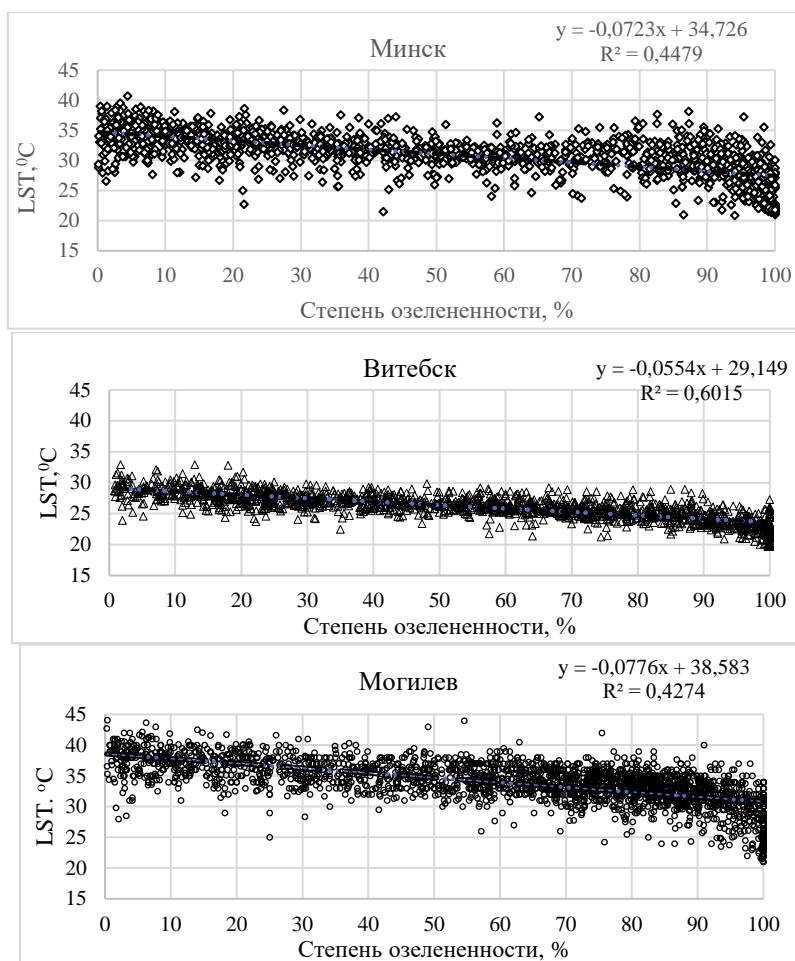 Минск
y = -0,0723x + 34,726
R² = 0,4479
45
40
35
30
25
20
15
LST,⁰C
0 10 20 30 40 50 60 70 80 90 100
Степень озелененности, %
Витебск
y = -0,0554x + 29,149
R² = 0,6015
45
40
35
30
25
20
15
LST,⁰C
0 10 20 30 40 50 60 70 80 90 100
Степень озелененности, %
Могилев
y = -0,0776x + 38,583
R² = 0,4274
45
40
35
30
25
20
15
LST. °C
0 10 20 30 40 50 60 70 80 90 100
Степень озелененности, %